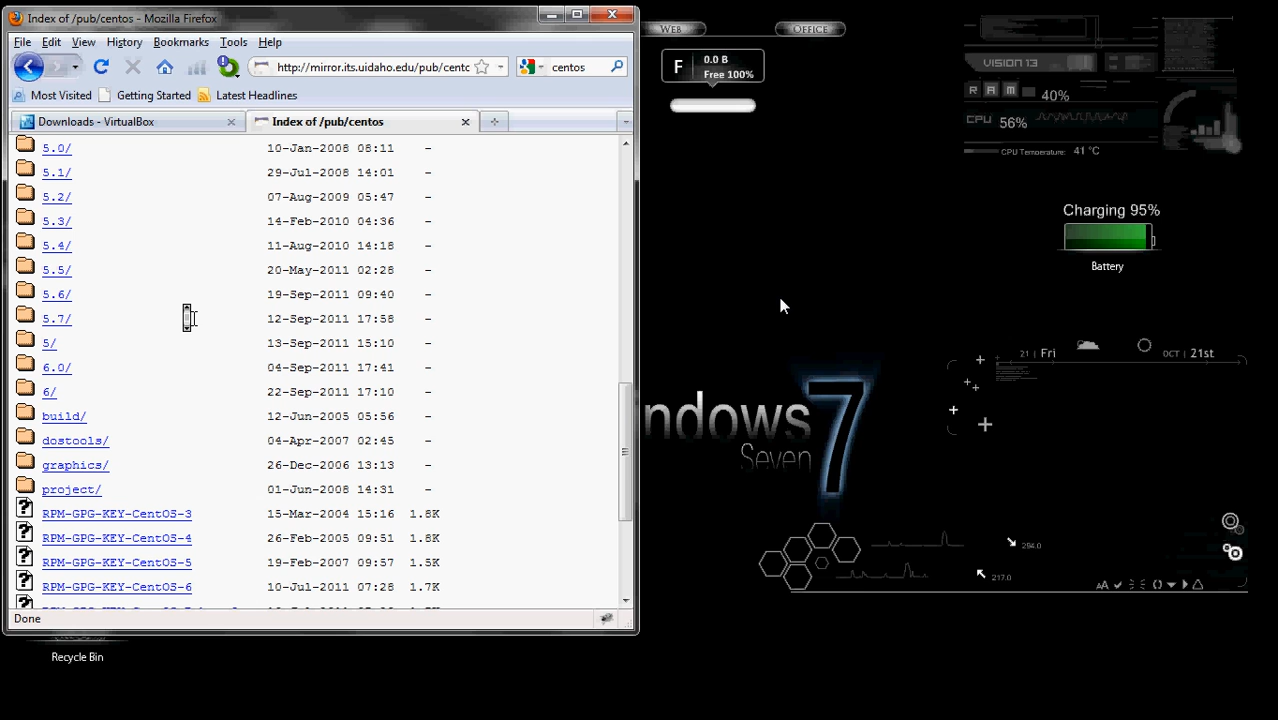 Index of /pub/centos - Mozilla Firefox
File Edit View History Bookmarks Tools Help
http://mirror.its.uidaho.edu/pub/centc
centos
Most Visited Getting Started Latest Headlines
Downloads - VirtualBox
Index of /pub/centos
5.0/ 10-Jan-2008 08:11 -
5.1/ 29-Jul-2008 14:01 -
5.2/ 07-Aug-2009 05:47 -
5.3/ 14-Feb-2010 04:36 -
5.4/ 11-Aug-2010 14:18 -
5.5/ 20-May-2011 02:28 -
5.6/ 19-Sep-2011 09:40 -
5.7/ 12-Sep-2011 17:58 -
5/ 13-Sep-2011 15:10 -
6.0/ 04-Sep-2011 17:41 -
6/ 22-Sep-2011 17:10 -
build/ 12-Jun-2005 05:56 -
dostools/ 04-Apr-2007 02:45 -
graphics/ 26-Dec-2006 13:13 -
project/ 01-Jun-2008 14:31 -
RPM-GPG-KEY-CentOS-3 15-Mar-2004 15:16 1.8K
RPM-GPG-KEY-CentOS-4 26-Feb-2005 09:51 1.8K
RPM-GPG-KEY-CentOS-5 19-Feb-2007 09:57 1.5K
RPM-GPG-KEY-CentOS-6 10-Jul-2011 07:28 1.7K
Done
Recycle Bin
WEB
OFFICE
F
0.0 B
Free 100%
VISION 13
RAM 40%
CPU 56%
CPU Temperature: 41 °C
Charging 95%
Battery
21 | Fri
OCT | 21st
ndows 7
Seven
294.0
217.0
AA